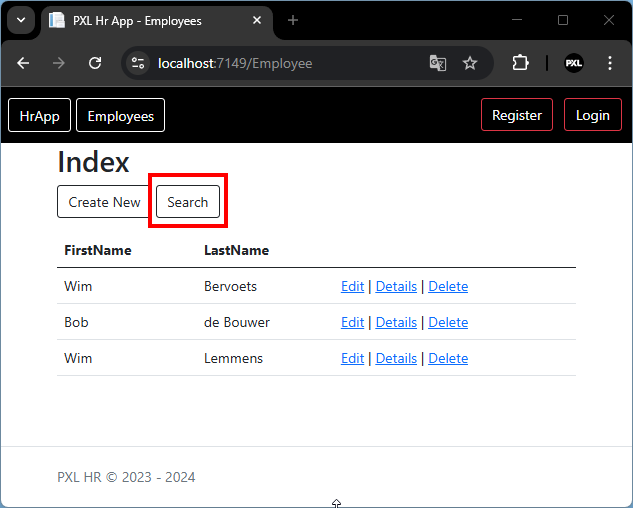 PXL Hr App - Employees
localhost:7149/Employee
PXL
HrApp Employees Register Login
Index
Create New Search
FirstName LastName
Wim Bervoets Edit | Details | Delete
Bob de Bouwer Edit | Details | Delete
Wim Lemmens Edit | Details | Delete
PXL HR © 2023 - 2024